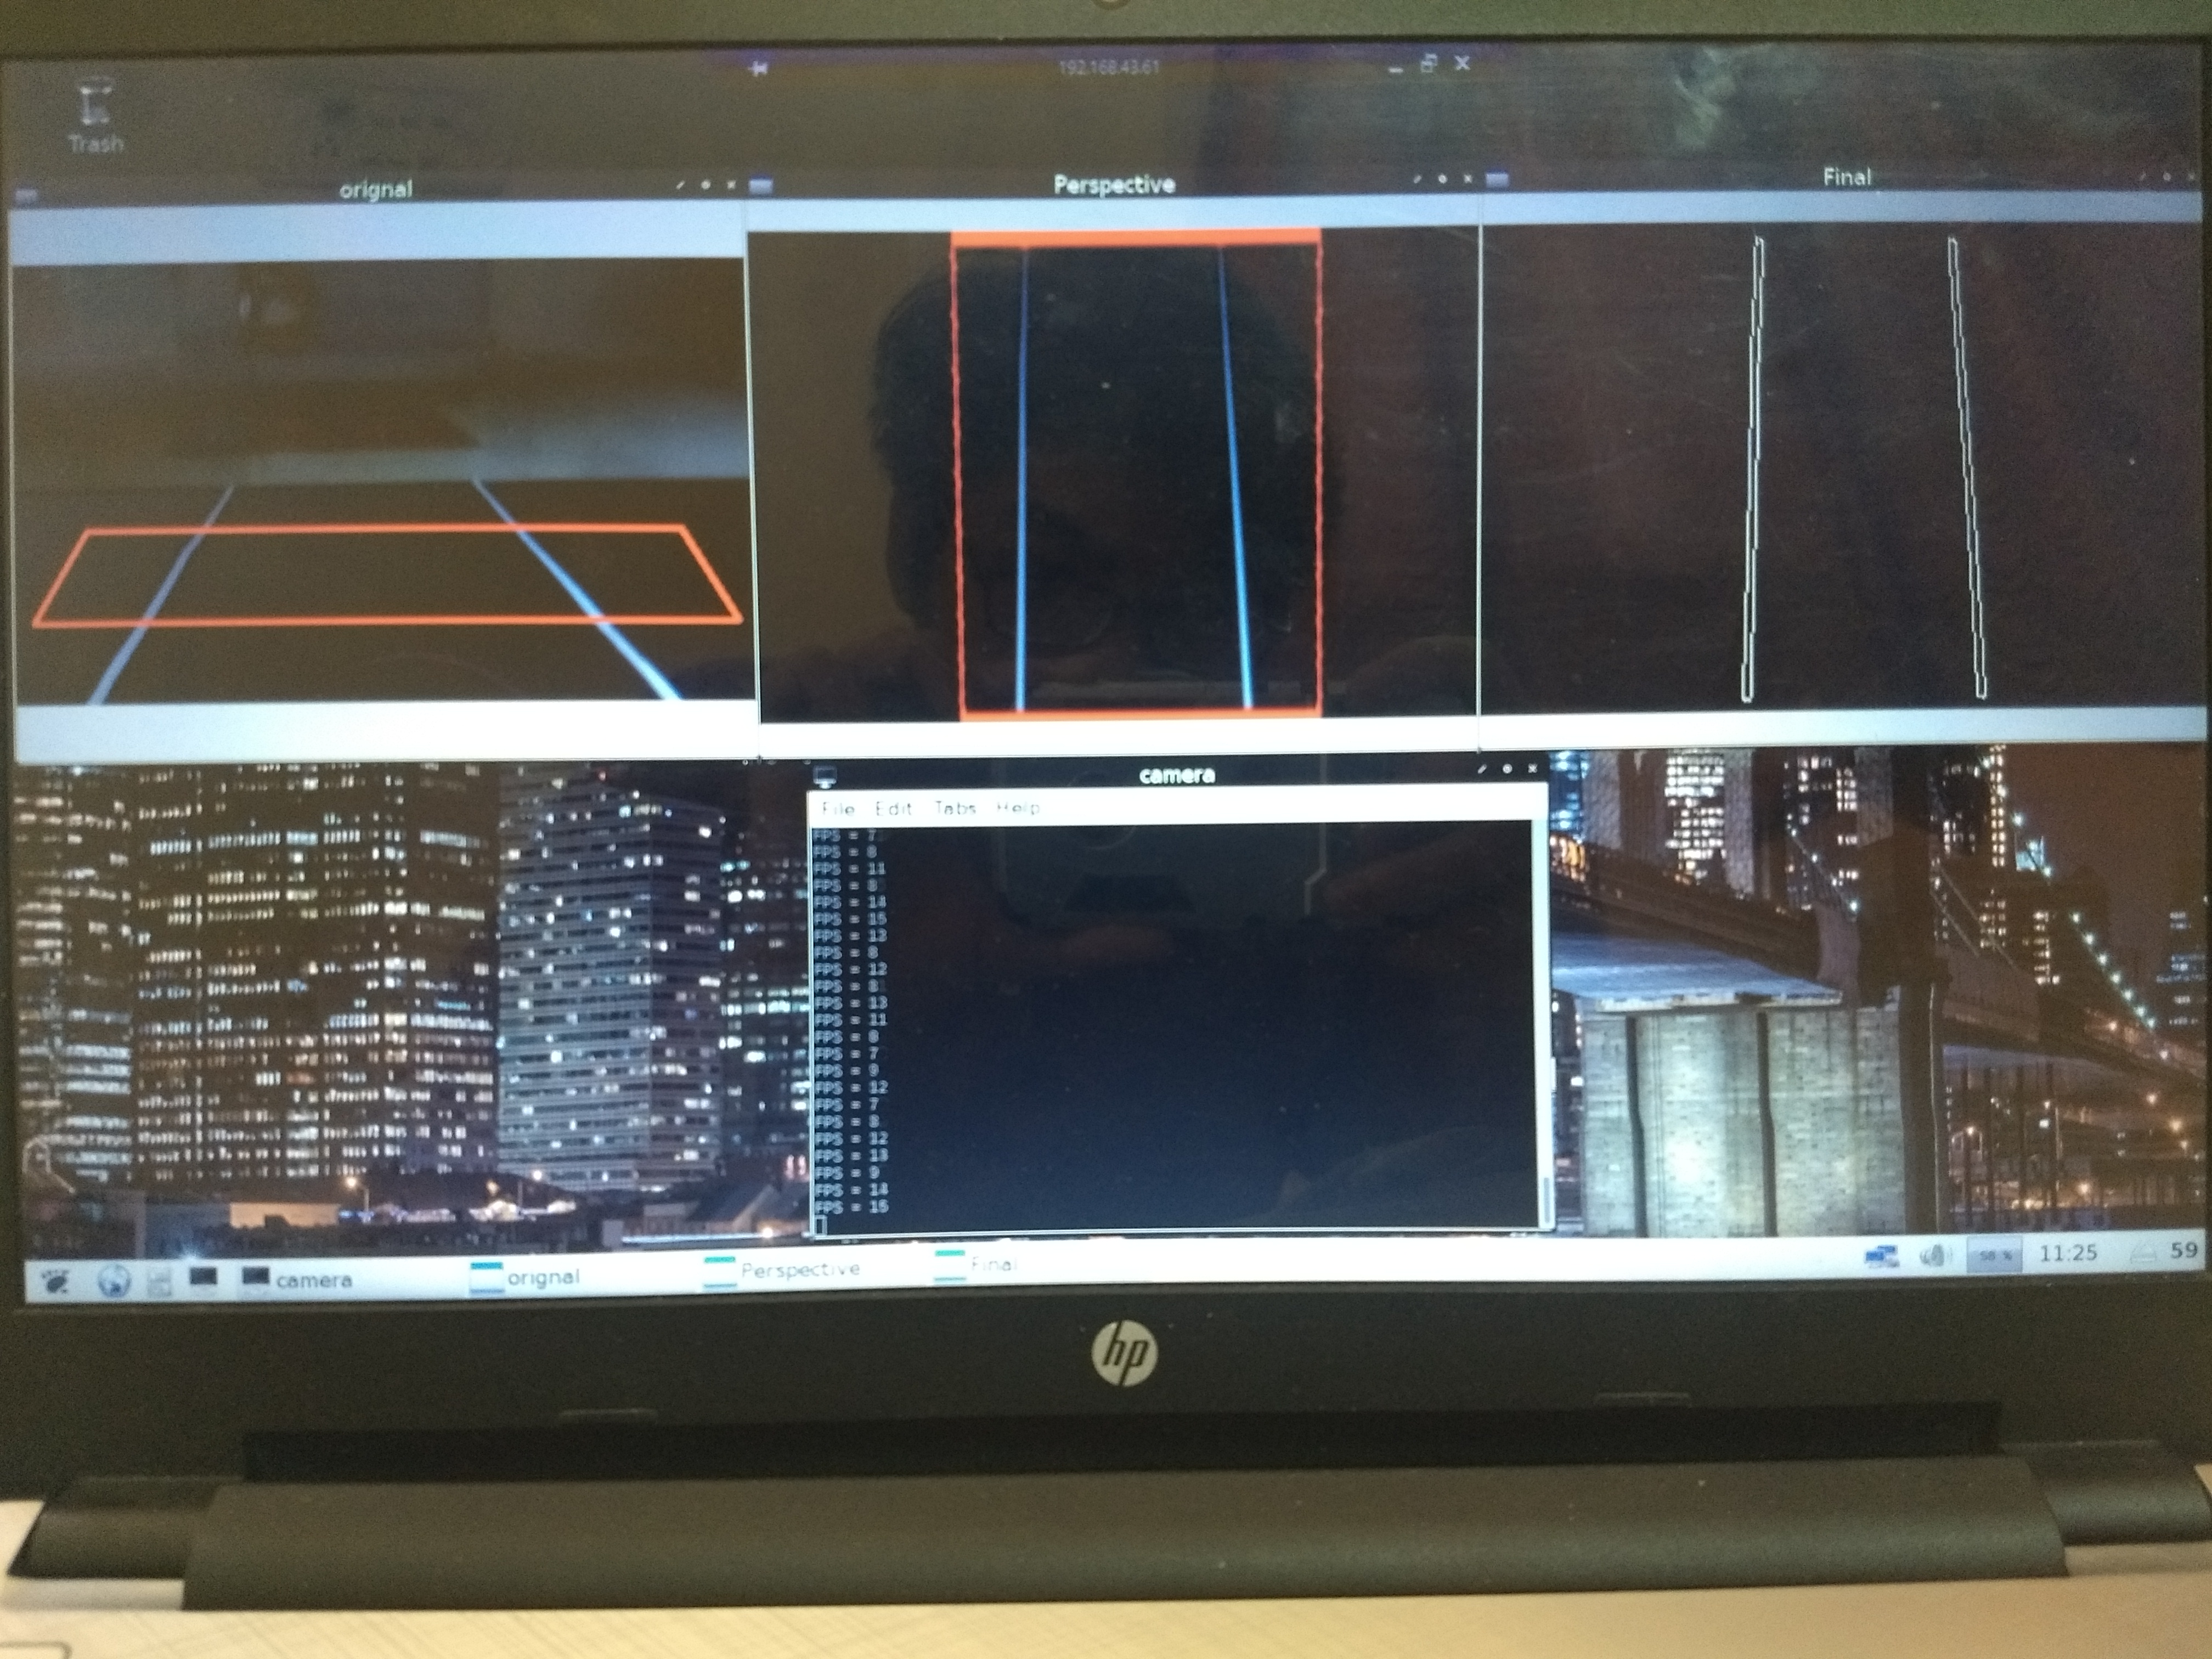 192.168.43.61
Trash
orignal
Perspective
Final
camera
File Edit Tabs Help
FPS = 7
FPS = 8
FPS = 11
FPS = 8
FPS = 14
FPS = 15
FPS = 13
FPS = 8
FPS = 12
FPS = 8
FPS = 13
FPS = 11
FPS = 8
FPS = 7
FPS = 9
FPS = 12
FPS = 7
FPS = 8
FPS = 12
FPS = 13
FPS = 9
FPS = 14
FPS = 15
camera orignal Perspective Final 58 % 11:25 59
hp